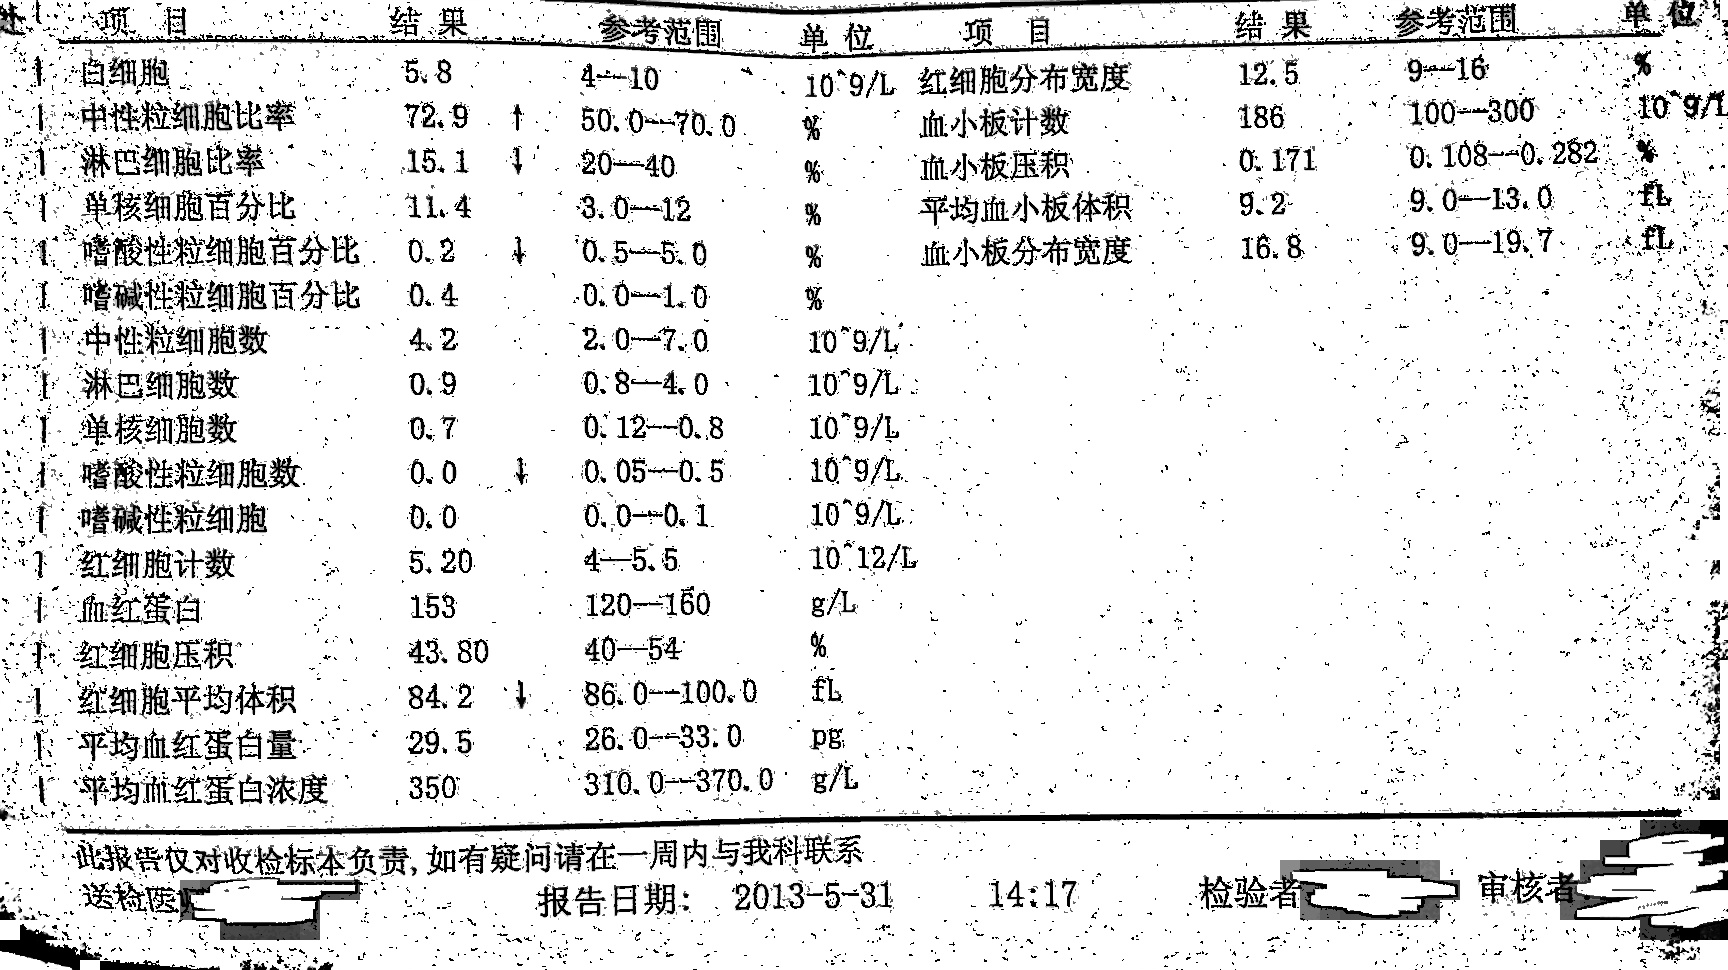 项 目 结 果 参考范围 单 位 项 目 结 果 参考范围 单 位
白细胞 5.8 4--10 10^9/L 红细胞分布宽度 12.5 9--16 %
中性粒细胞比率 72.9 ↑ 50.0--70.0 % 血小板计数 186 100--300 10^9/L
淋巴细胞比率 15.1 ↓ 20--40 % 血小板压积 0.171 0.108--0.282 %
单核细胞百分比 11.4 3.0--12 % 平均血小板体积 9.2 9.0--13.0 fL
嗜酸性粒细胞百分比 0.2 ↓ 0.5--5.0 % 血小板分布宽度 16.8 9.0--19.7 fL
嗜碱性粒细胞百分比 0.4 0.0--1.0 %
中性粒细胞数 4.2 2.0--7.0 10^9/L
淋巴细胞数 0.9 0.8--4.0 10^9/L
单核细胞数 0.7 0.12--0.8 10^9/L
嗜酸性粒细胞数 0.0 ↓ 0.05--0.5 10^9/L
嗜碱性粒细胞 0.0 0.0--0.1 10^9/L
红细胞计数 5.20 4--5.5 10^12/L
血红蛋白 153 120--160 g/L
红细胞压积 43.80 40--54 %
红细胞平均体积 84.2 ↓ 86.0--100.0 fL
平均血红蛋白量 29.5 26.0--33.0 pg
平均血红蛋白浓度 350 310.0--370.0 g/L
此报告仅对收检标本负责,如有疑问请在一周内与我科联系
送检医 报告日期: 2013-5-31 14:17 检验者 审核者